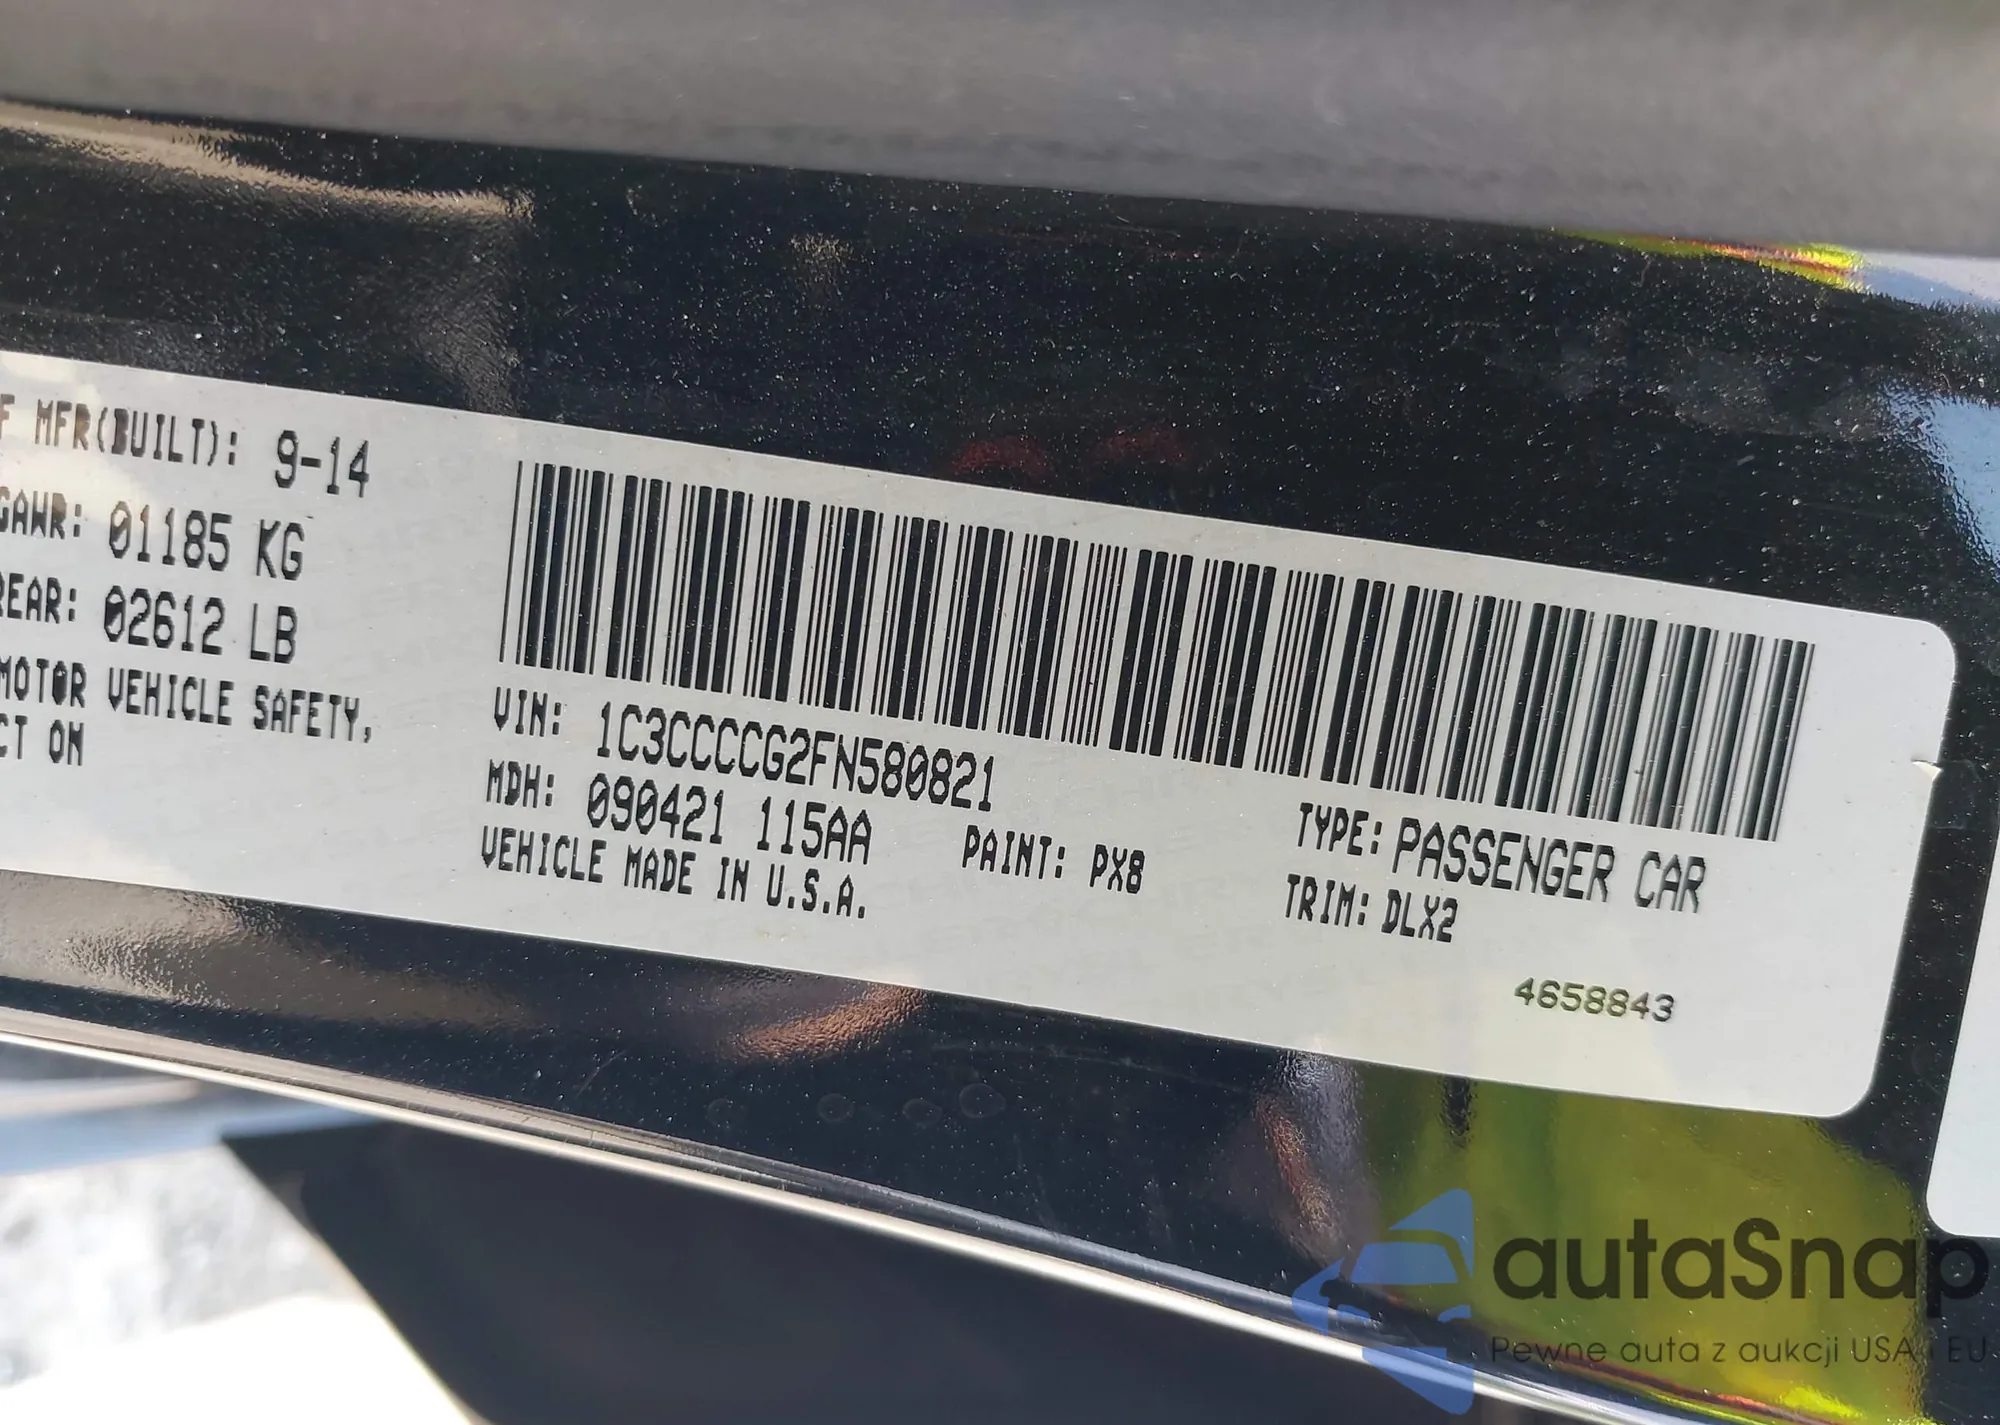 F MFR(BUILT): 9-14
GAWR: 01185 KG
REAR: 02612 LB
MOTOR VEHICLE SAFETY,
CT ON
VIN: 1C3CCCCG2FN580821
MDH: 090421 115AA
PAINT: PX8
VEHICLE MADE IN U.S.A.
TYPE: PASSENGER CAR
TRIM: DLX2
4658843
autaSnap
Pewne auta z aukcji USA i EU